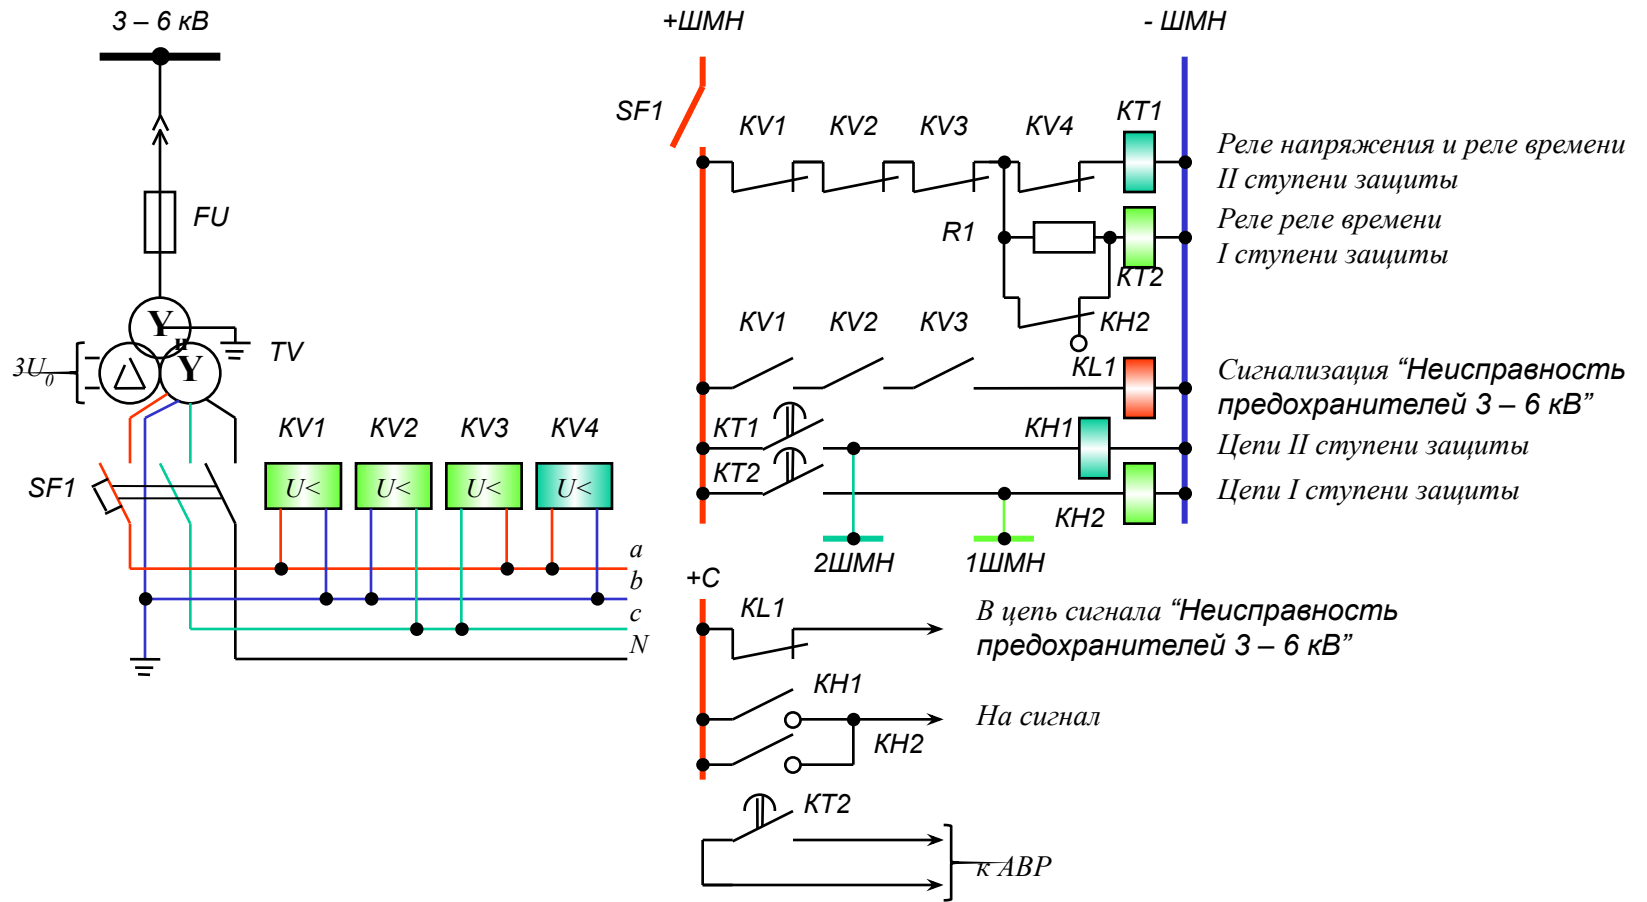 3 – 6 кВ
+ШМН
- ШМН
SF1
KV1
KV2
KV3
KV4
KT1
Реле напряжения и реле времени
II ступени защиты
FU
R1
KT2
Реле реле времени
I ступени защиты
KV1
KV2
KV3
KH2
Y
н
TV
3U0
Y
KL1
Сигнализация “Неисправность
предохранителей 3 – 6 кВ”
KV1
KV2
KV3
KV4
KT1
KH1
Цепи II ступени защиты
SF1
U<
U<
U<
U<
KT2
KH2
Цепи I ступени защиты
2ШМН
1ШМН
a
b
c
N
+С
KL1
В цепь сигнала “Неисправность
предохранителей 3 – 6 кВ”
KH1
На сигнал
KH2
KT2
к АВР